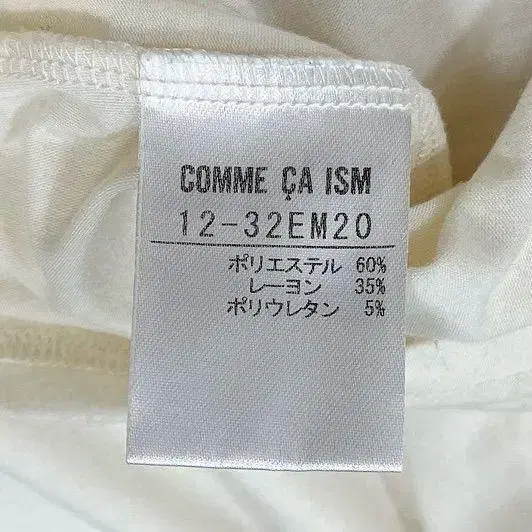 COMME ÇA ISM
12-32EM20
ポリエステル 60%
レーヨン 35%
ポリウレタン 5%